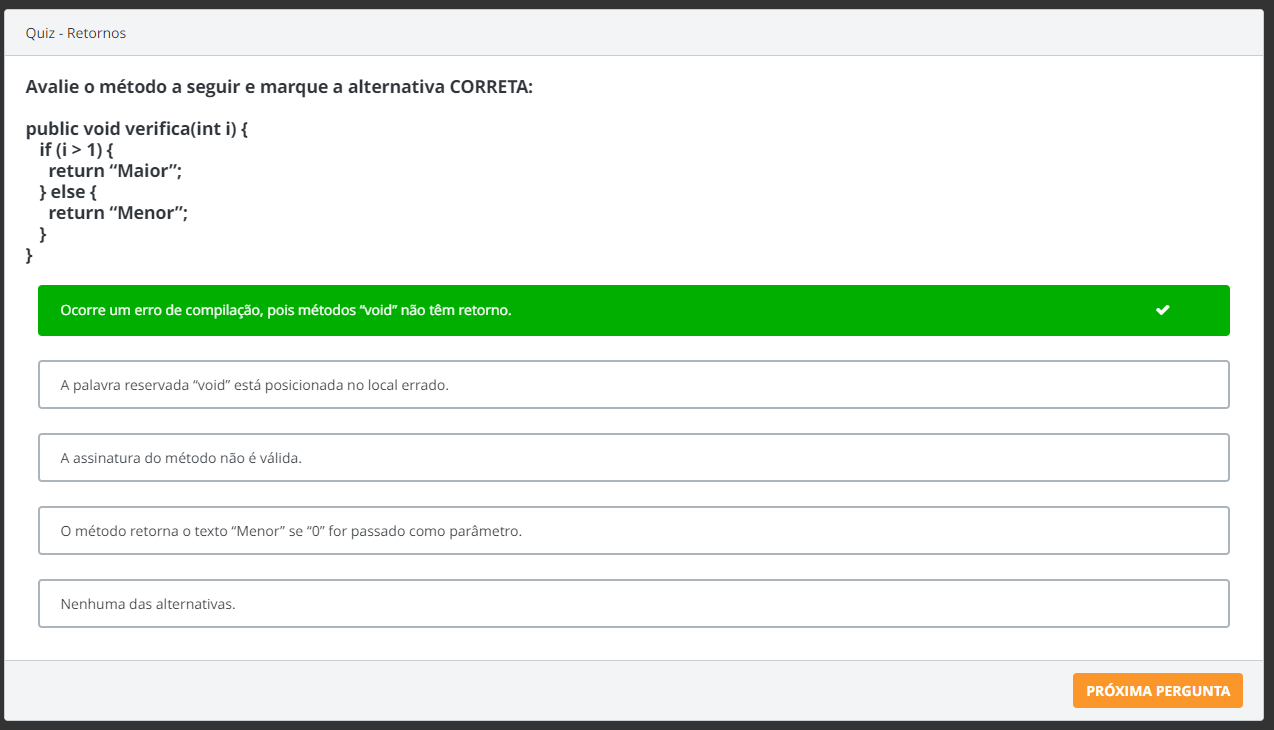 Quiz - Retornos
Avalie o método a seguir e marque a alternativa CORRETA:
public void verifica(int i) {
if (i > 1) {
return “Maior”;
} else {
return “Menor”;
}
}
Ocorre um erro de compilação, pois métodos “void” não têm retorno.
A palavra reservada “void” está posicionada no local errado.
A assinatura do método não é válida.
O método retorna o texto “Menor” se “0” for passado como parâmetro.
Nenhuma das alternativas.
PRÓXIMA PERGUNTA